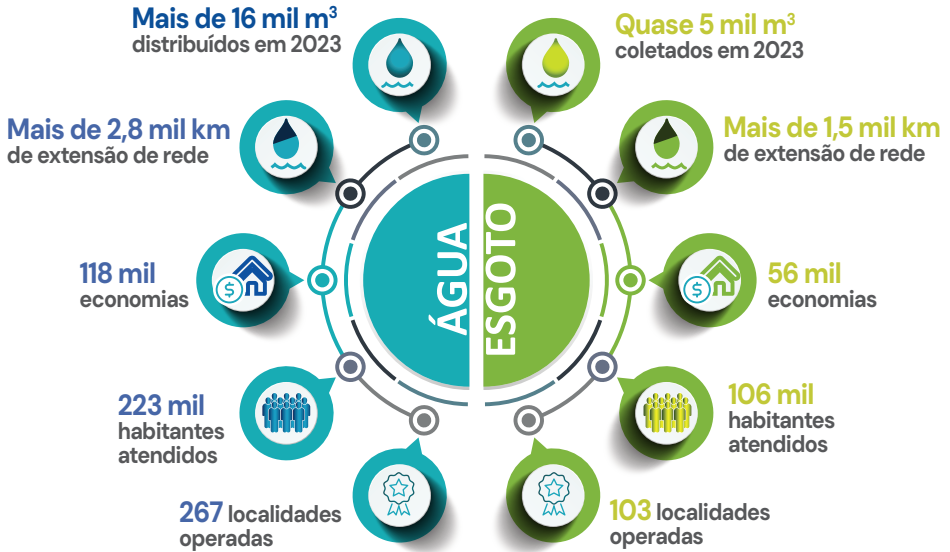 Mais de 16 mil m³
distribuídos em 2023
Mais de 2,8 mil km
de extensão de rede
118 mil
economias
223 mil
habitantes
atendidos
267 localidades
operadas
ÁGUA
ESGOTO
Quase 5 mil m³
coletados em 2023
Mais de 1,5 mil km
de extensão de rede
56 mil
economias
106 mil
habitantes
atendidos
103 localidades
operadas
$
$